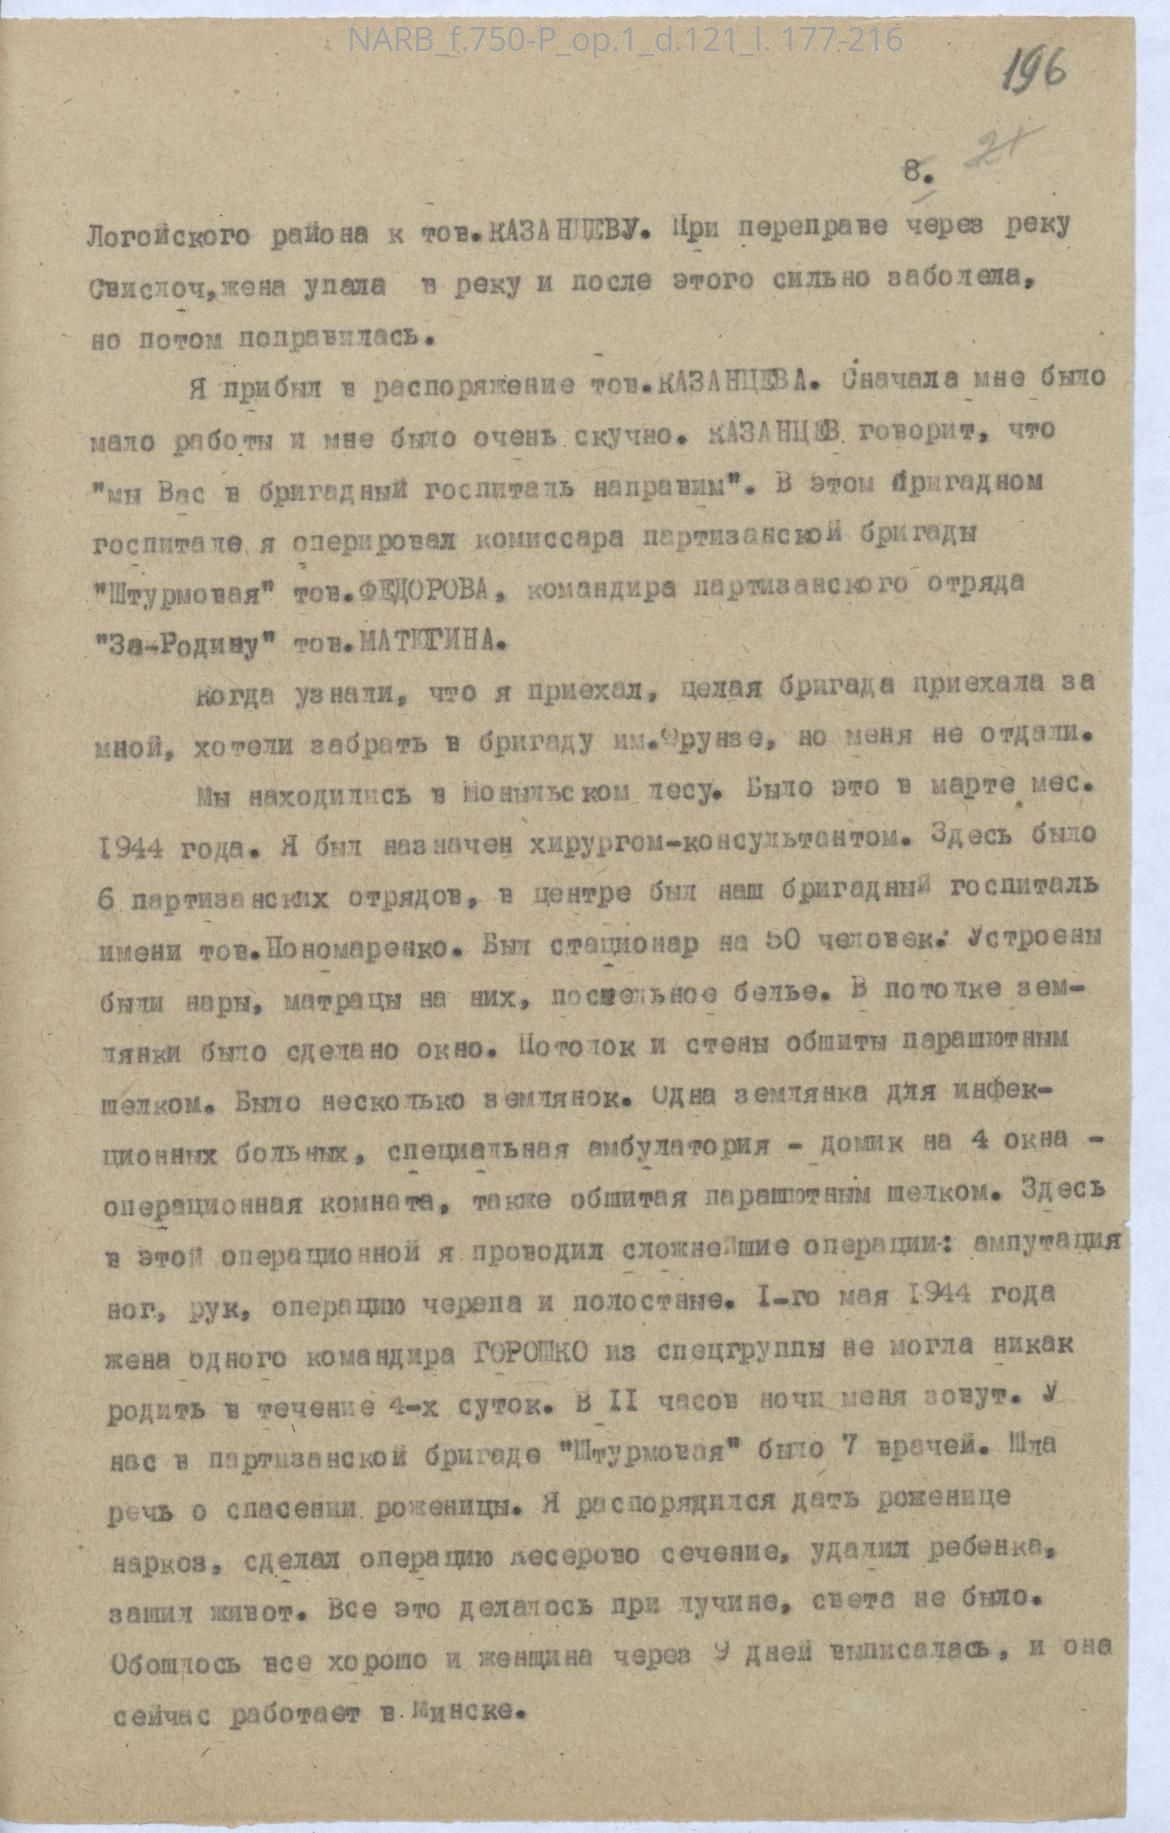 NARB_f.750-P_op.1_d.121_l. 177-216
196
8.
Логойского района к тов.КАЗАНЦЕВУ. При переправе через реку
Свислоч,жена упала в реку и после этого сильно заболела,
но потом поправилась.
Я прибыл в распоряжение тов.КАЗАНЦЕВА. Сначала мне было
мало работы и мне было очень скучно. КАЗАНЦЕВ говорит, что
"мы Вас в бригадный госпиталь направим". В этом бригадном
госпитале я оперировал комиссара партизанской бригады
"Штурмовая" тов.ФЕДОРОВА, командира партизанского отряда
"За-Родину" тов.МАТЮГИНА.
Когда узнали, что я приехал, целая бригада приехала за
мной, хотели забрать в бригаду им.Фрунзе, но меня не отдали.
Мы находились в лесу. Было это в марте мес.
1944 года. Я был назначен хирургом-консультантом. Здесь было
6 партизанских отрядов, в центре был наш бригадный госпиталь
имени тов.Пономаренко. Был стационар на 50 человек. Устроены
были нары, матрацы на них, постельное белье. В потолке зем-
лянки было сделано окно. Потолок и стены обшиты парашютным
шелком. Было несколько землянок. Одна землянка для инфек-
ционных больных, специальная амбулатория - домик на 4 окна -
операционная комната, также обшитая парашютным шелком. Здесь
в этой операционной я проводил сложнейшие операции: ампутация
ног, рук, операцию черепа и полостные. I-го мая 1944 года
жена одного командира ГОРОШКО из спецгруппы не могла никак
родить в течение 4-х суток. В II часов ночи меня зовут. У
нас в партизанской бригаде "Штурмовая" было 7 врачей. Шла
речь о спасении роженицы. Я распорядился дать роженице
наркоз, сделал операцию Кесерово сечение, удалил ребенка,
зашил живот. Все это делалось при лучине, света не было.
Обошлось все хорошо и женщина через 9 дней выписалась, и она
сейчас работает в Минске.